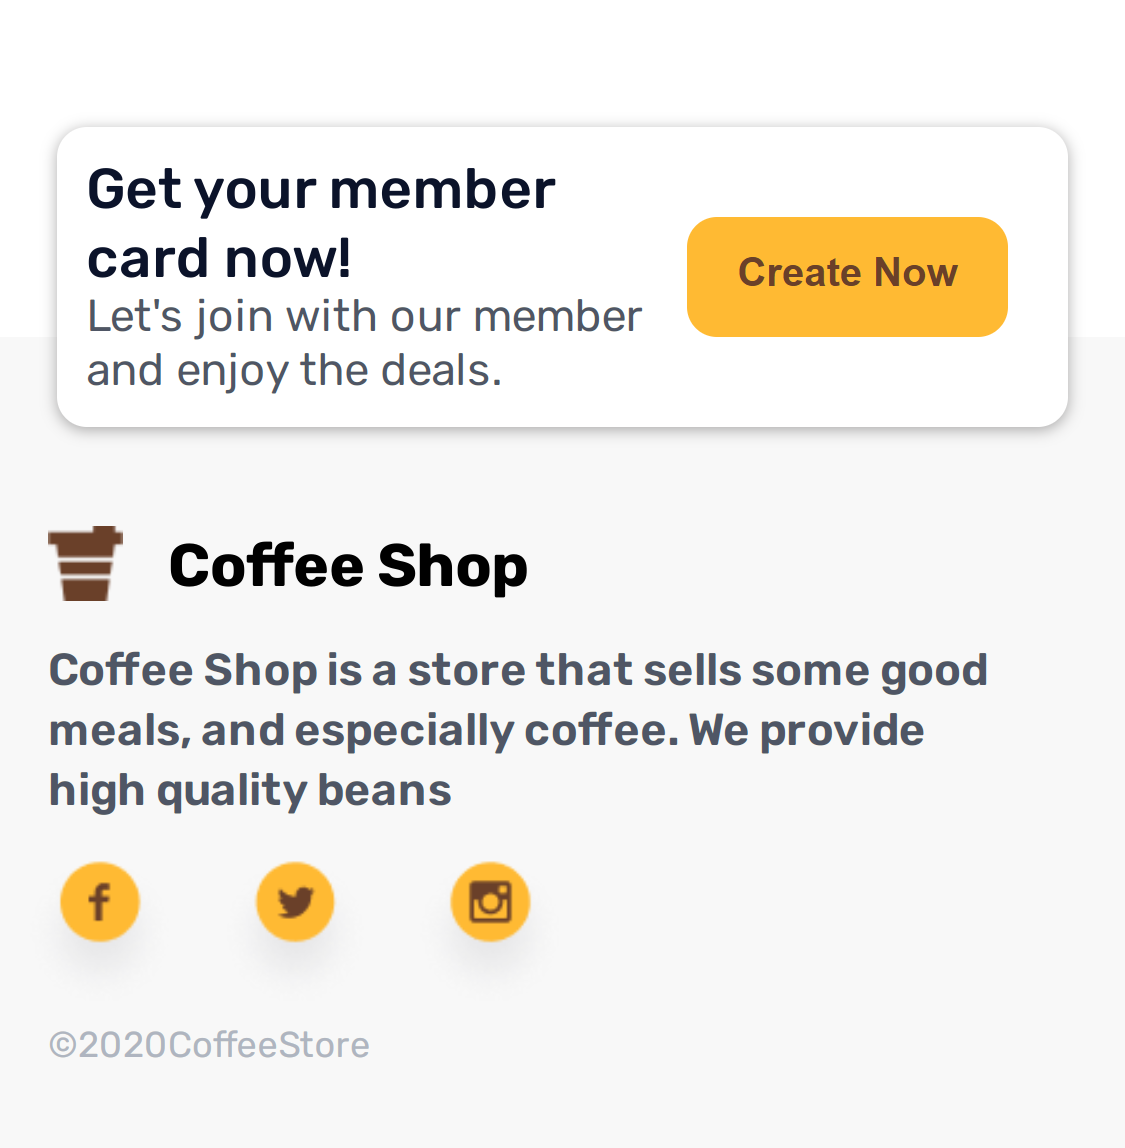 Get your member
card now!
Let's join with our member
and enjoy the deals.
Create Now
Coffee Shop
Coffee Shop is a store that sells some good
meals, and especially coffee. We provide
high quality beans
©2020CoffeeStore